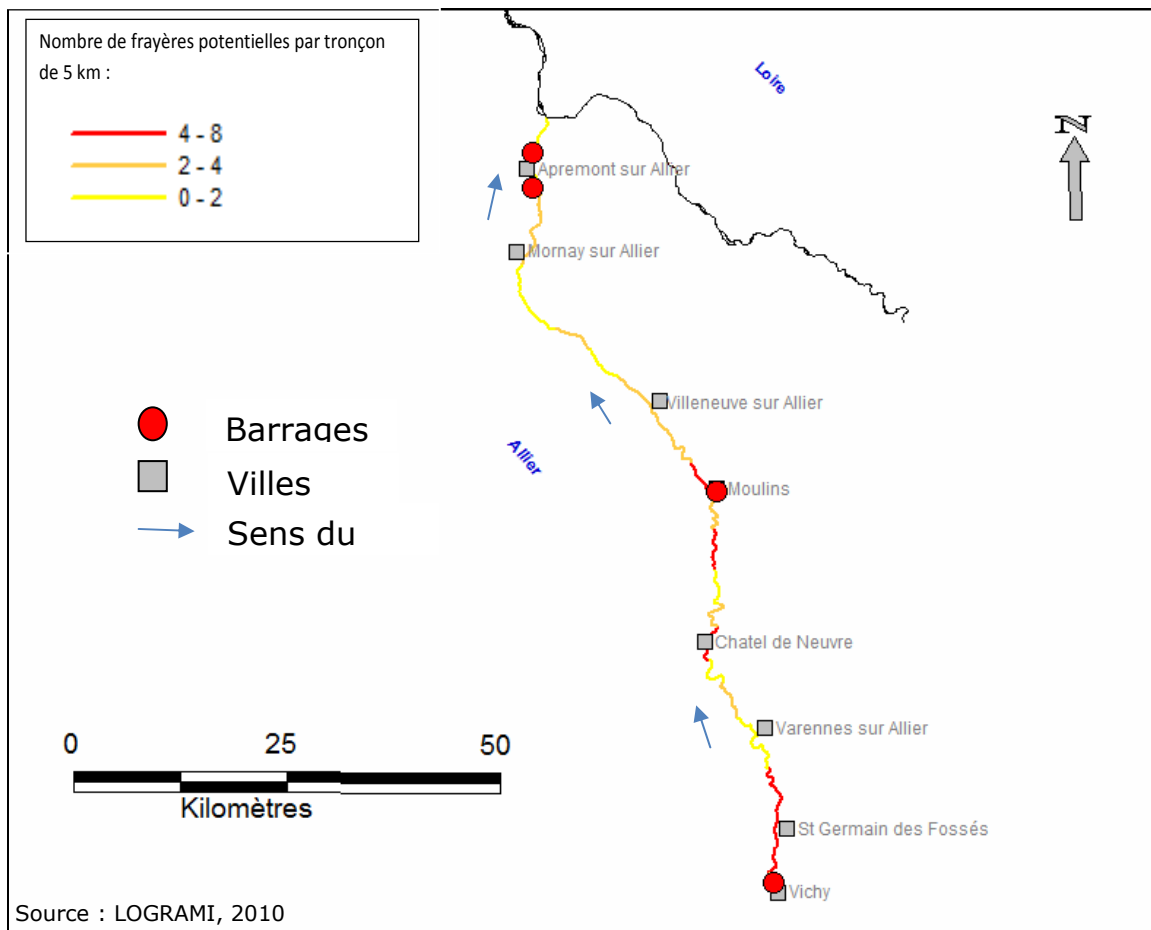 Nombre de frayères potentielles par tronçon
de 5 km :
4 - 8
2 - 4
0 - 2
Loire
N
Apremont sur Allier
Mornay sur Allier
Villeneuve sur Allier
Allier
Barrages
Villes
Sens du
Moulins
Chatel de Neuvre
Varennes sur Allier
0 25 50
Kilomètres
St Germain des Fossés
Vichy
Source : LOGRAMI, 2010